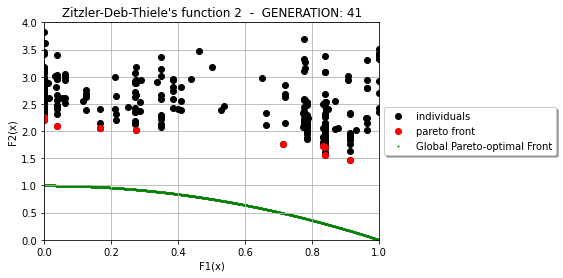 Zitzler-Deb-Thiele's function 2 - GENERATION: 41
4.0
3.5
3.0
2.5
2.0
1.5
1.0
0.5
0.0
F2(x)
0.0 0.2 0.4 0.6 0.8 1.0
F1(x)
individuals
pareto front
Global Pareto-optimal Front